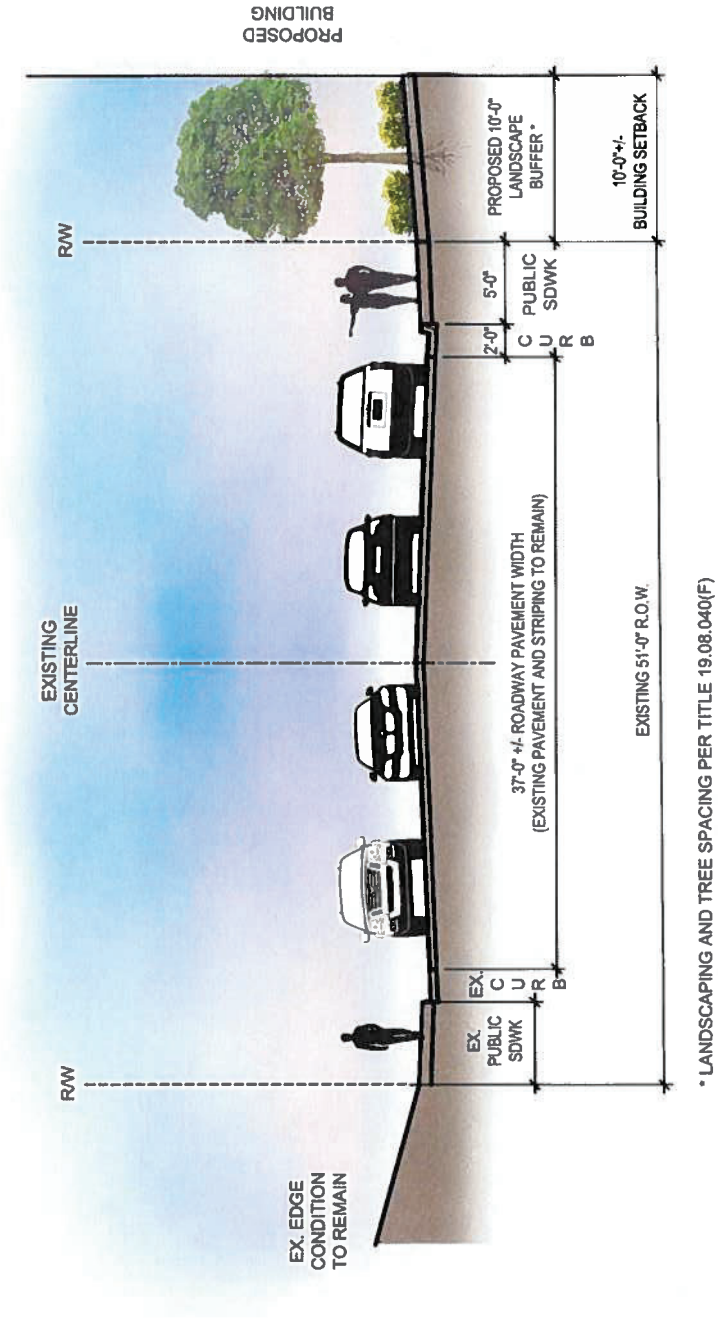 PROPOSED
BUILDING
R/W
EXISTING
CENTERLINE
R/W
EX. EDGE
CONDITION
TO REMAIN
EX.
PUBLIC
SDWK
EX.
C
U
R
B
37'-0" +/- ROADWAY PAVEMENT WIDTH
(EXISTING PAVEMENT AND STRIPING TO REMAIN)
2'-0"
C
U
R
B
5'-0"
PUBLIC
SDWK
PROPOSED 10'-0"
LANDSCAPE
BUFFER *
EXISTING 51'-0" R.O.W.
10'-0"+/-
BUILDING SETBACK
* LANDSCAPING AND TREE SPACING PER TITLE 19.08.040(F)